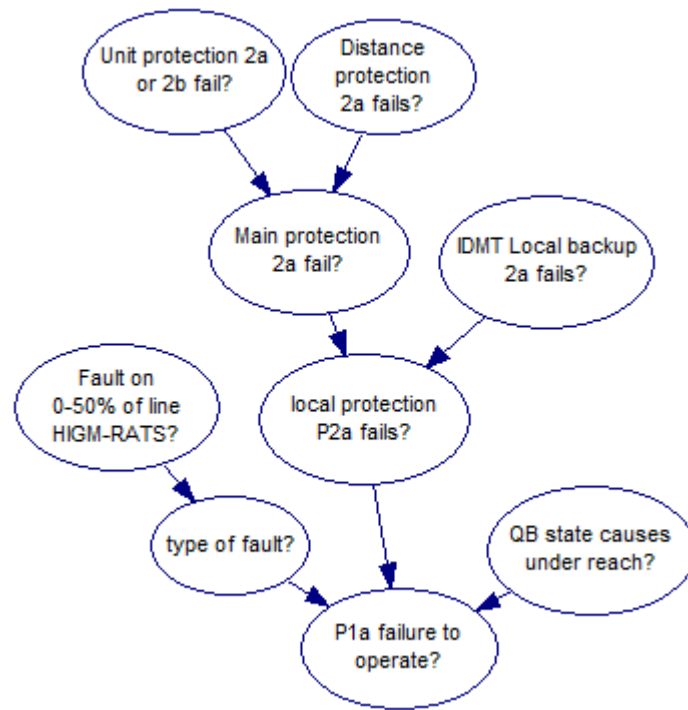 Unit protection 2a
or 2b fail?
Distance
protection
2a fails?
Main protection
2a fail?
IDMT Local backup
2a fails?
Fault on
0-50% of line
HIGM-RATS?
local protection
P2a fails?
type of fault?
QB state causes
under reach?
P1a failure to
operate?